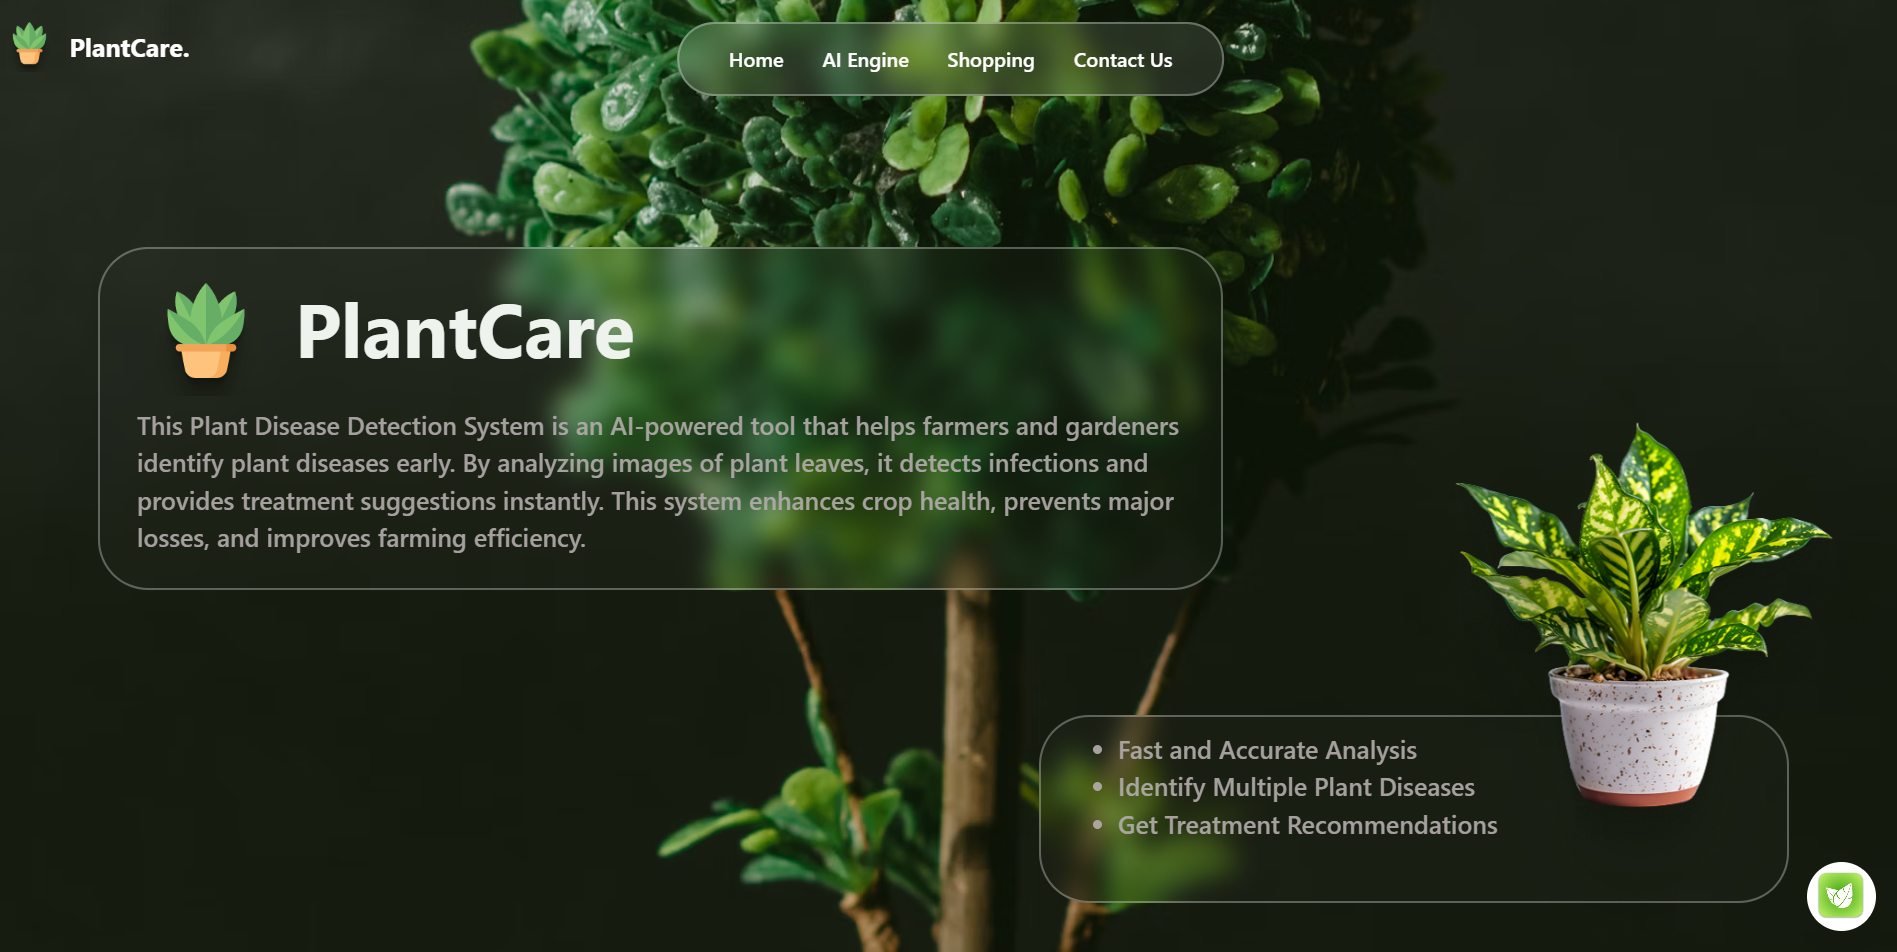 PlantCare.
Home
AI Engine
Shopping
Contact Us
PlantCare
This Plant Disease Detection System is an AI-powered tool that helps farmers and gardeners
identify plant diseases early. By analyzing images of plant leaves, it detects infections and
provides treatment suggestions instantly. This system enhances crop health, prevents major
losses, and improves farming efficiency.
• Fast and Accurate Analysis
• Identify Multiple Plant Diseases
• Get Treatment Recommendations